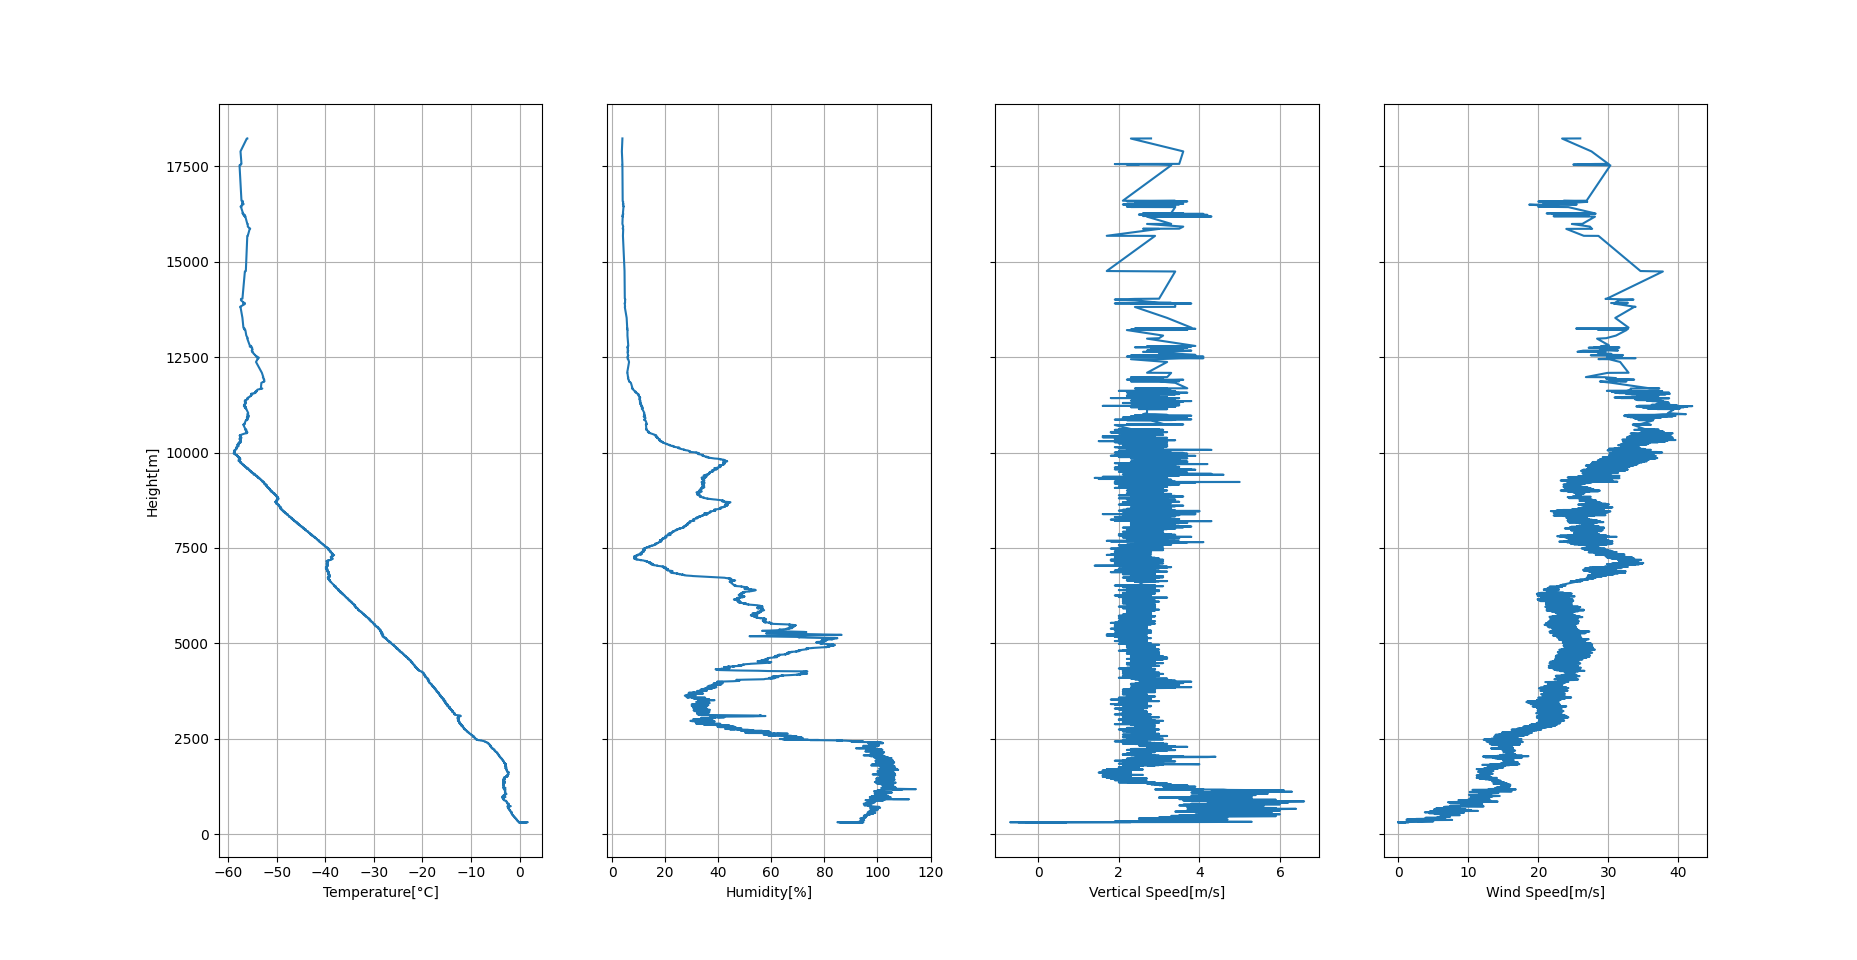 17500
15000
12500
10000
7500
5000
2500
0
Height[m]
−60 −50 −40 −30 −20 −10 0
Temperature[°C]
0 20 40 60 80 100 120
Humidity[%]
0 2 4 6
Vertical Speed[m/s]
0 10 20 30 40
Wind Speed[m/s]